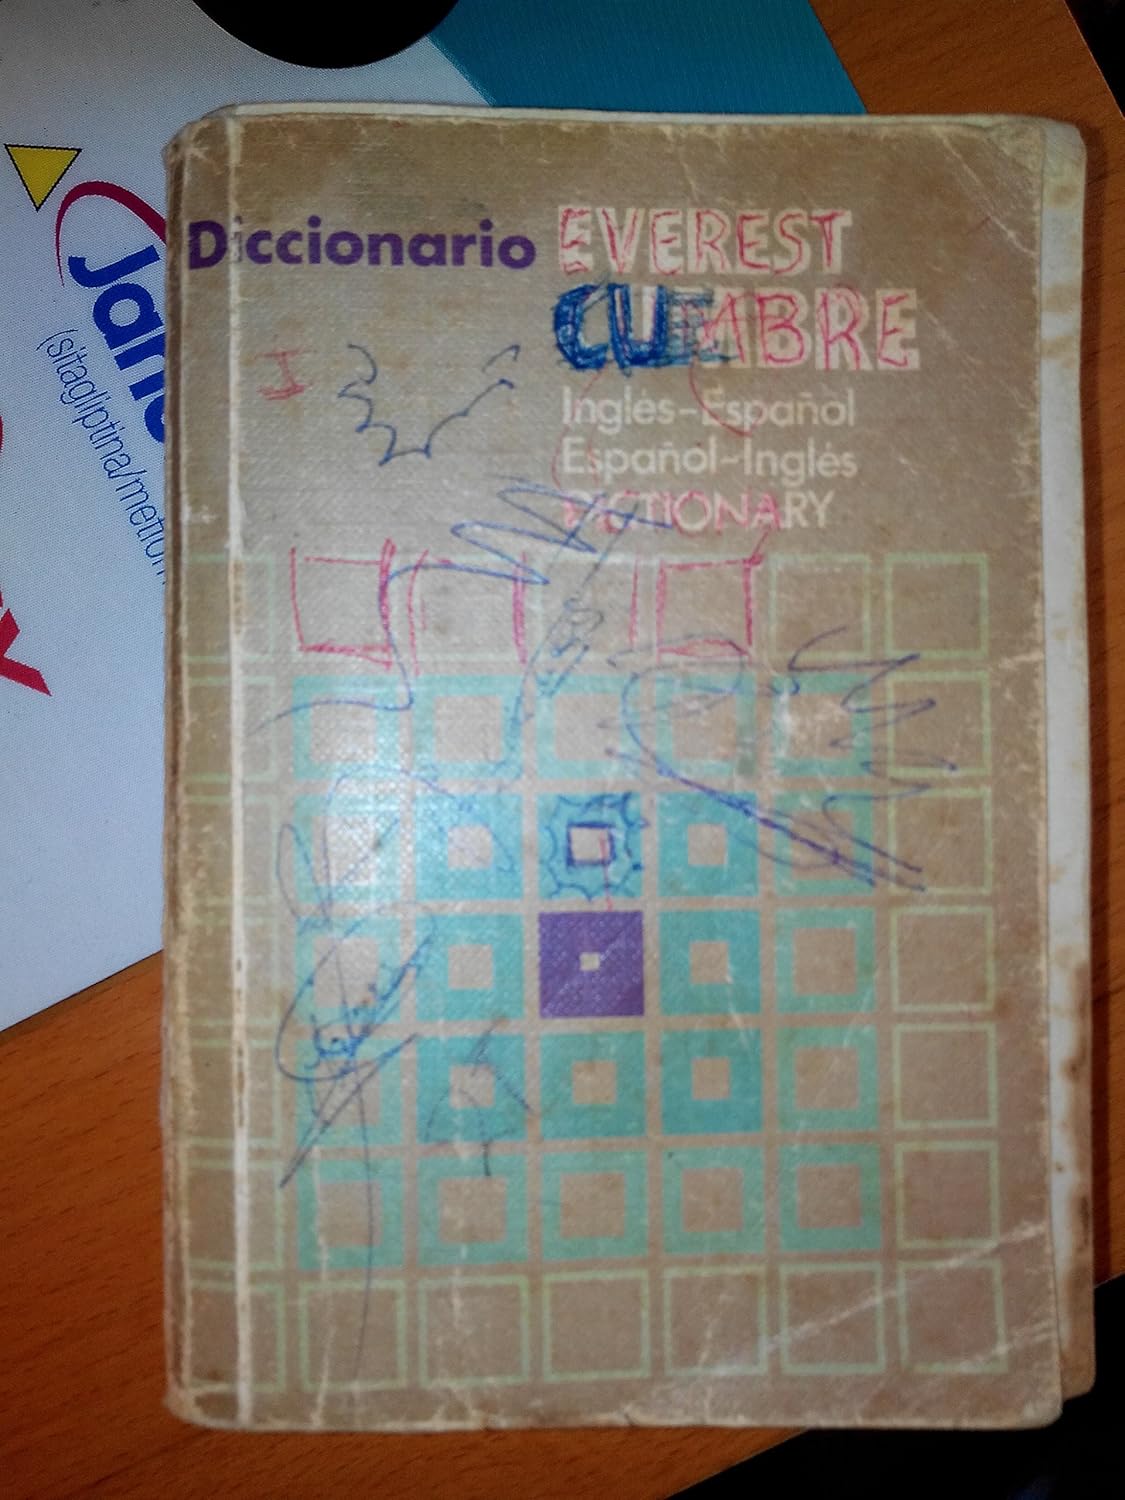 Diccionario EVEREST
CUMBRE
Inglés-Español
Español-Inglés
DICTIONARY
(sitagliptina/metfor